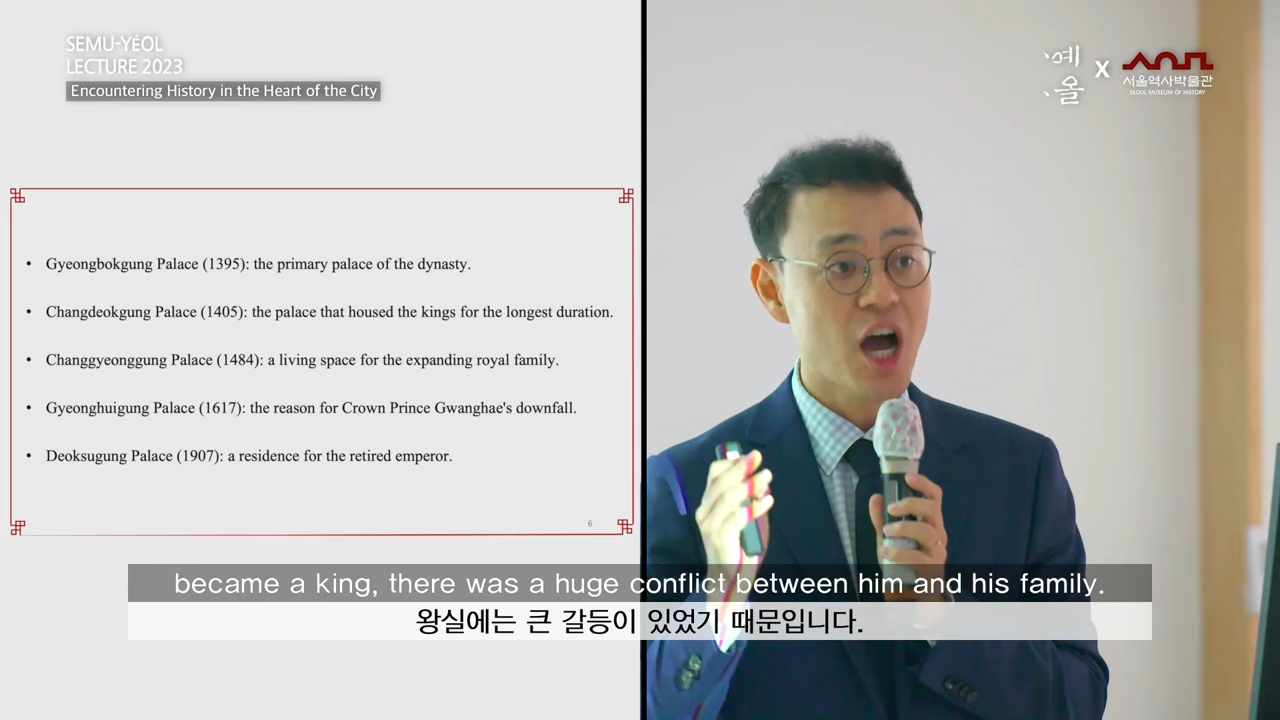 SEMU-YÉOL
LECTURE 2023
Encountering History in the Heart of the City
예올 X 서울역사박물관
SEOUL MUSEUM OF HISTORY
• Gyeongbokgung Palace (1395): the primary palace of the dynasty.
• Changdeokgung Palace (1405): the palace that housed the kings for the longest duration.
• Changgyeonggung Palace (1484): a living space for the expanding royal family.
• Gyeonghuigung Palace (1617): the reason for Crown Prince Gwanghae's downfall.
• Deoksugung Palace (1907): a residence for the retired emperor.
6
became a king, there was a huge conflict between him and his family.
왕실에는 큰 갈등이 있었기 때문입니다.